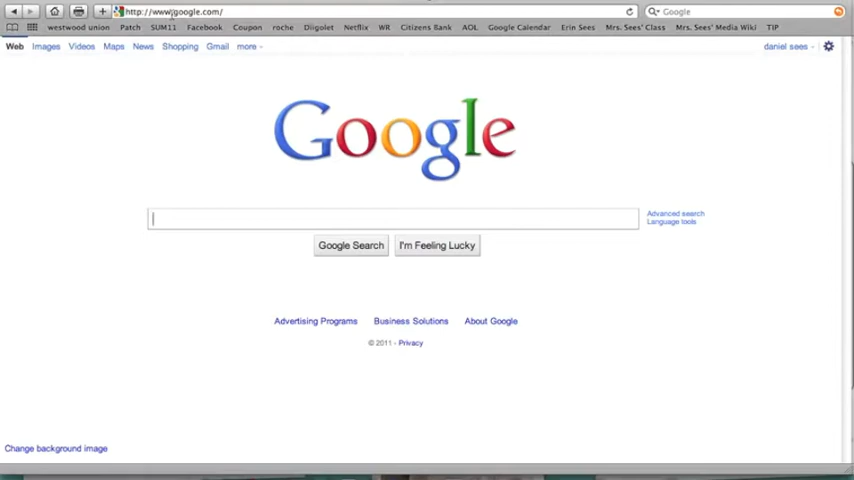 http://www.google.com/
Google
westwood union Patch SUM11 Facebook Coupon roche Diigolet Netflix WR Citizens Bank AOL Google Calendar Erin Sees Mrs. Sees' Class Mrs. Sees' Media Wiki TIP
Web Images Videos Maps News Shopping Gmail more
daniel sees
Google
Advanced search
Language tools
Google Search I'm Feeling Lucky
Advertising Programs Business Solutions About Google
© 2011 - Privacy
Change background image